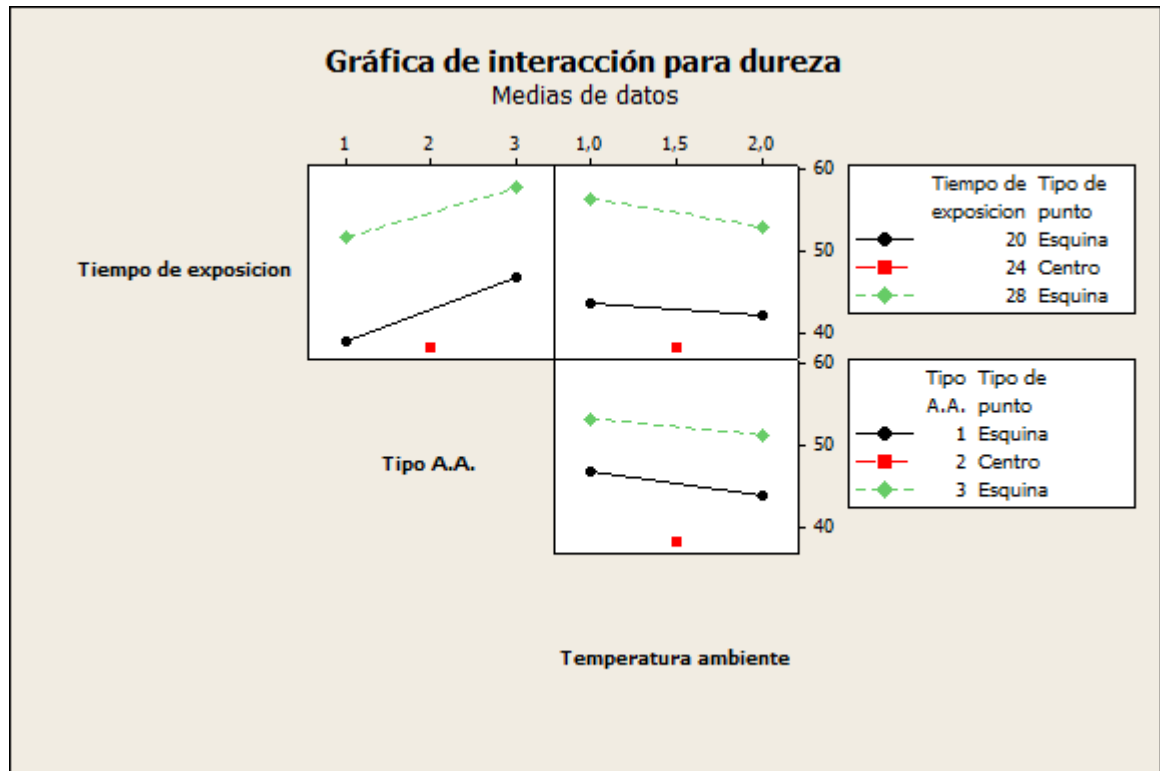 Gráfica de interacción para dureza
Medias de datos
1 2 3 1,0 1,5 2,0
60
50
40
Tiempo de exposicion
Tiempo de Tipo de
exposicion punto
20 Esquina
24 Centro
28 Esquina
60
50
40
Tipo A.A.
Tipo Tipo de
A.A. punto
1 Esquina
2 Centro
3 Esquina
Temperatura ambiente